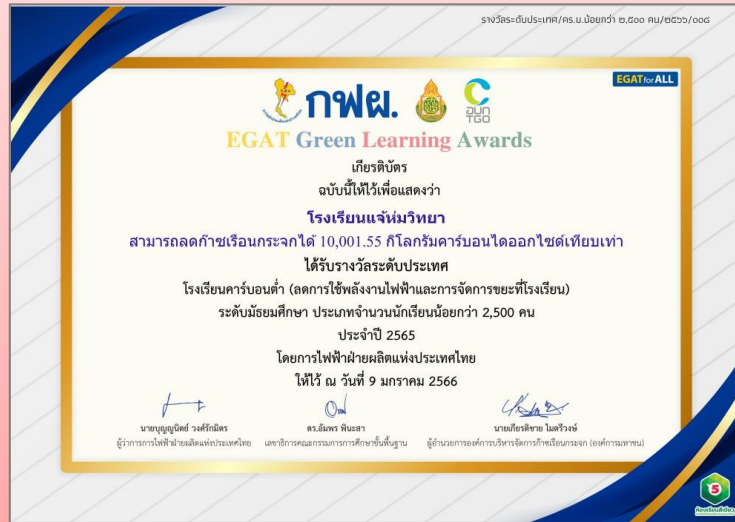 รางวัลระดับประเทศ/คร.บ.น้อยกว่า ๒,๕๐๐ คน/๒๕๖๖/๐๐๘
EGAT for ALL
กฟผ.
อบก
TGO
EGAT Green Learning Awards
เกียรติบัตร
ฉบับนี้ให้ไว้เพื่อแสดงว่า
โรงเรียนแจ้ห่มวิทยา
สามารถลดก๊าซเรือนกระจกได้ 10,001.55 กิโลกรัมคาร์บอนไดออกไซด์เทียบเท่า
ได้รับรางวัลระดับประเทศ
โรงเรียนคาร์บอนต่ำ (ลดการใช้พลังงานไฟฟ้าและการจัดการขยะที่โรงเรียน)
ระดับมัธยมศึกษา ประเภทจำนวนนักเรียนน้อยกว่า 2,500 คน
ประจำปี 2565
โดยการไฟฟ้าฝ่ายผลิตแห่งประเทศไทย
ให้ไว้ ณ วันที่ 9 มกราคม 2566
นายบุญญนิตย์ วงศ์รักมิตร ดร.อัมพร พินะสา นายเกียรติชาย ไมตรีวงษ์
ผู้ว่าการการไฟฟ้าฝ่ายผลิตแห่งประเทศไทย เลขาธิการคณะกรรมการการศึกษาขั้นพื้นฐาน ผู้อำนวยการองค์การบริหารจัดการก๊าซเรือนกระจก (องค์การมหาชน)
5
ห้องเรียนสีเขียว